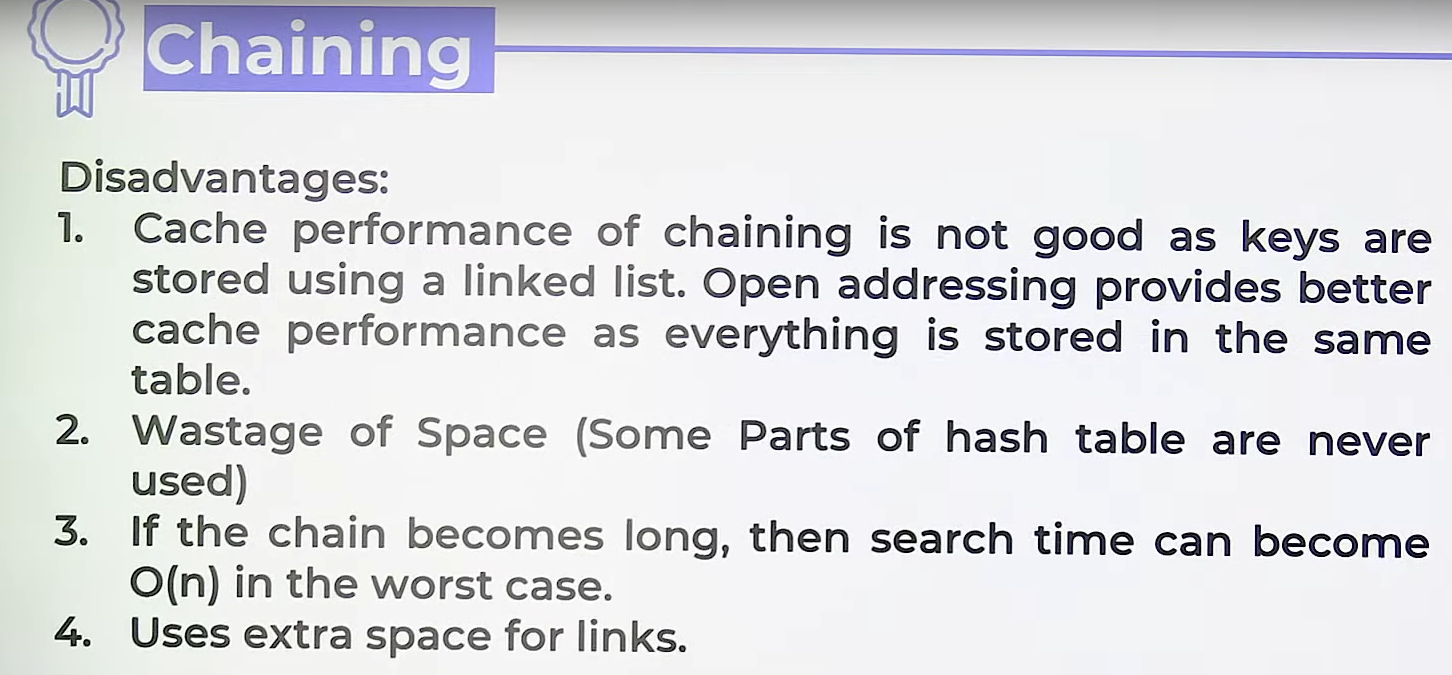 Chaining
Disadvantages:
1. Cache performance of chaining is not good as keys are
stored using a linked list. Open addressing provides better
cache performance as everything is stored in the same
table.
2. Wastage of Space (Some Parts of hash table are never
used)
3. If the chain becomes long, then search time can become
O(n) in the worst case.
4. Uses extra space for links.